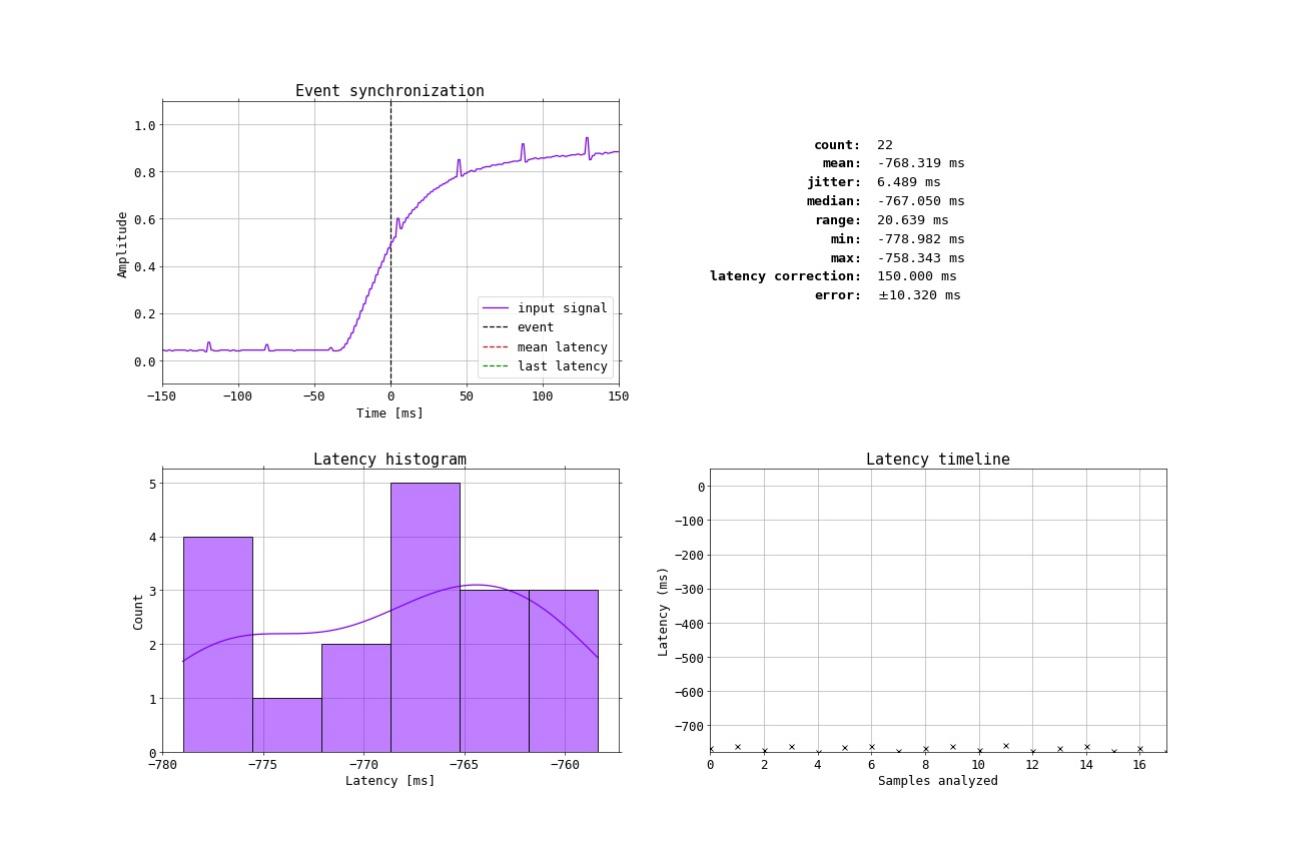 Event synchronization
1.0
0.8
0.6
0.4
0.2
0.0
Amplitude
−150
−100
−50
0
50
100
150
Time [ms]
input signal
event
mean latency
last latency
count: 22
mean: -768.319 ms
jitter: 6.489 ms
median: -767.050 ms
range: 20.639 ms
min: -778.982 ms
max: -758.343 ms
latency correction: 150.000 ms
error: ±10.320 ms
Latency histogram
5
4
3
2
1
0
Count
−780
−775
−770
−765
−760
Latency [ms]
Latency timeline
0
−100
−200
−300
−400
−500
−600
−700
Latency (ms)
0
2
4
6
8
10
12
14
16
Samples analyzed